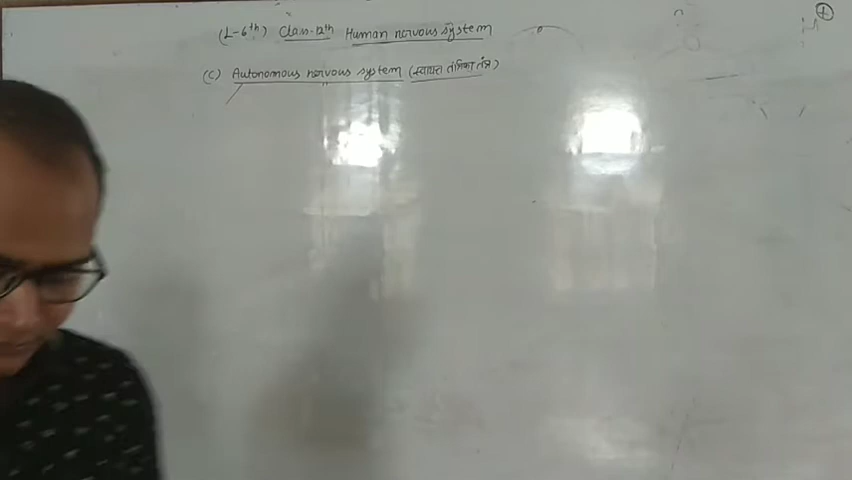 (L-6th) Class-12th Human nervous system
(C) Autonomous nervous system (स्वायत्त तंत्रिका तंत्र)